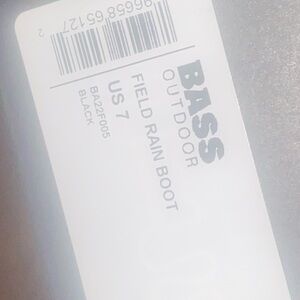 BASS
OUTDOOR
FIELD RAIN BOOT
US 7
BA22F005
BLACK
96658 65127 2